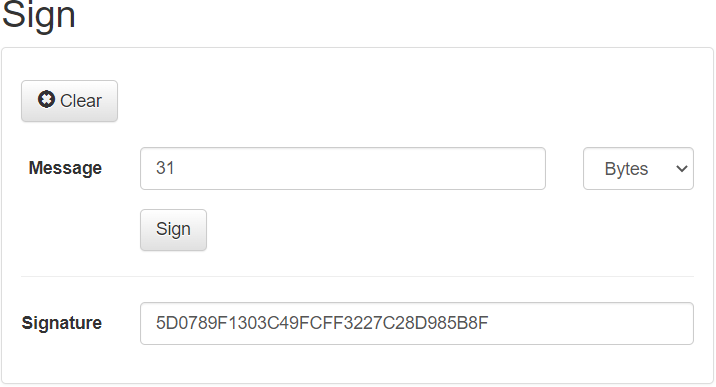 Sign
Clear
Message 31 Bytes
Sign
Signature 5D0789F1303C49FCFF3227C28D985B8F